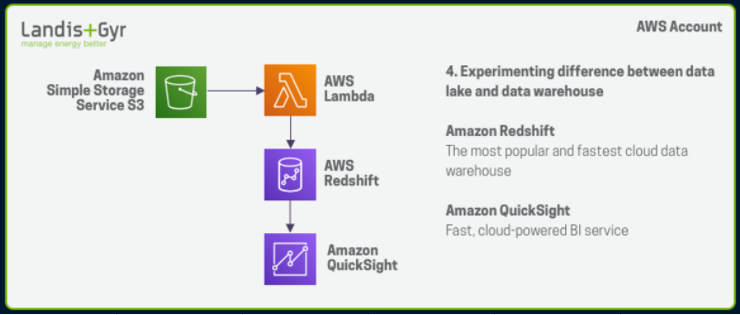 Landis+Gyr
manage energy better
AWS Account
Amazon
Simple Storage
Service S3
AWS
Lambda
AWS
Redshift
Amazon
QuickSight
4. Experimenting difference between data
lake and data warehouse
Amazon Redshift
The most popular and fastest cloud data
warehouse
Amazon QuickSight
Fast, cloud-powered BI service